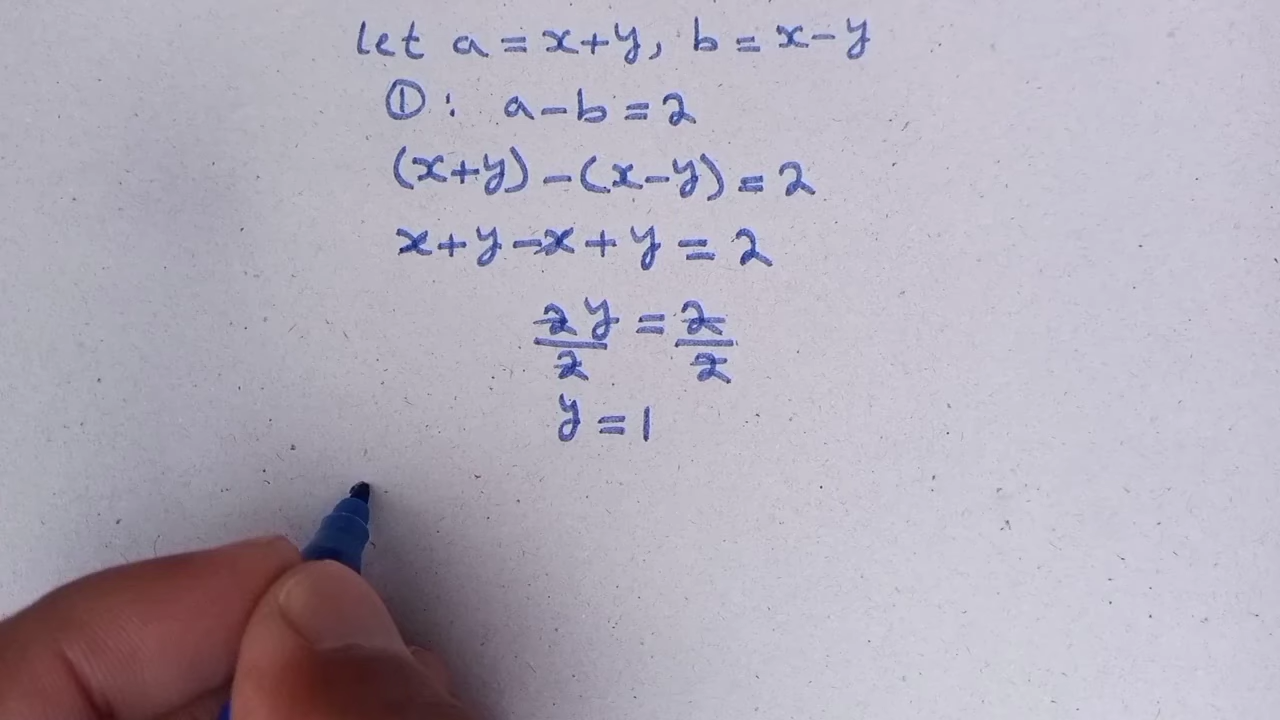 let a = x+y, b = x-y
①: a-b = 2
(x+y) - (x-y) = 2
x+y-x+y = 2
2y/2 = 2/2
y = 1